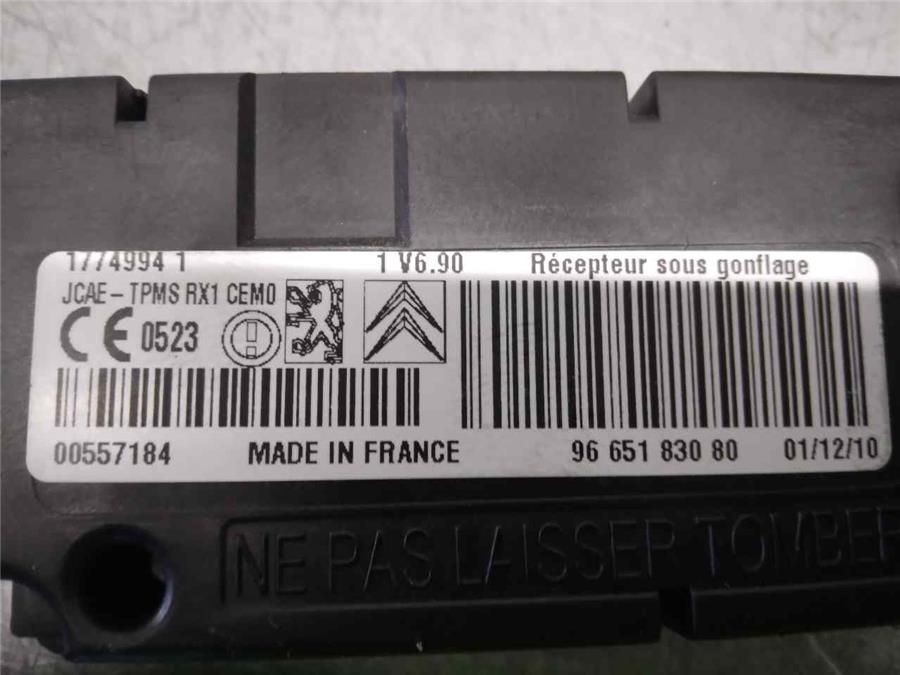 1774994 1 1 V6.90 Récepteur sous gonflage
JCAE-TPMS RX1 CEM0
CE 0523
00557184 MADE IN FRANCE 96 651 830 80 01/12/10
NE PAS LAISSER TOMBER